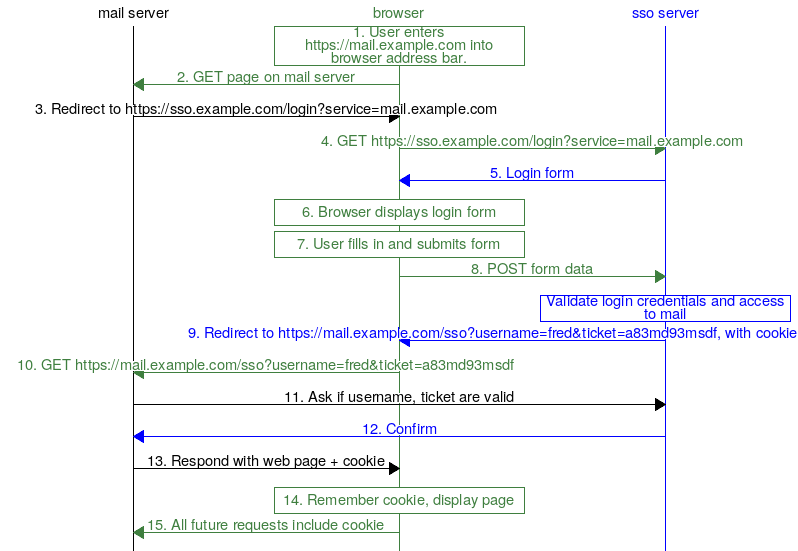 mail server
browser
sso server
1. User enters
https://mail.example.com into
browser address bar.
2. GET page on mail server
3. Redirect to https://sso.example.com/login?service=mail.example.com
4. GET https://sso.example.com/login?service=mail.example.com
5. Login form
6. Browser displays login form
7. User fills in and submits form
8. POST form data
Validate login credentials and access
to mail
9. Redirect to https://mail.example.com/sso?username=fred&ticket=a83md93msdf, with cookie
10. GET https://mail.example.com/sso?username=fred&ticket=a83md93msdf
11. Ask if username, ticket are valid
12. Confirm
13. Respond with web page + cookie
14. Remember cookie, display page
15. All future requests include cookie